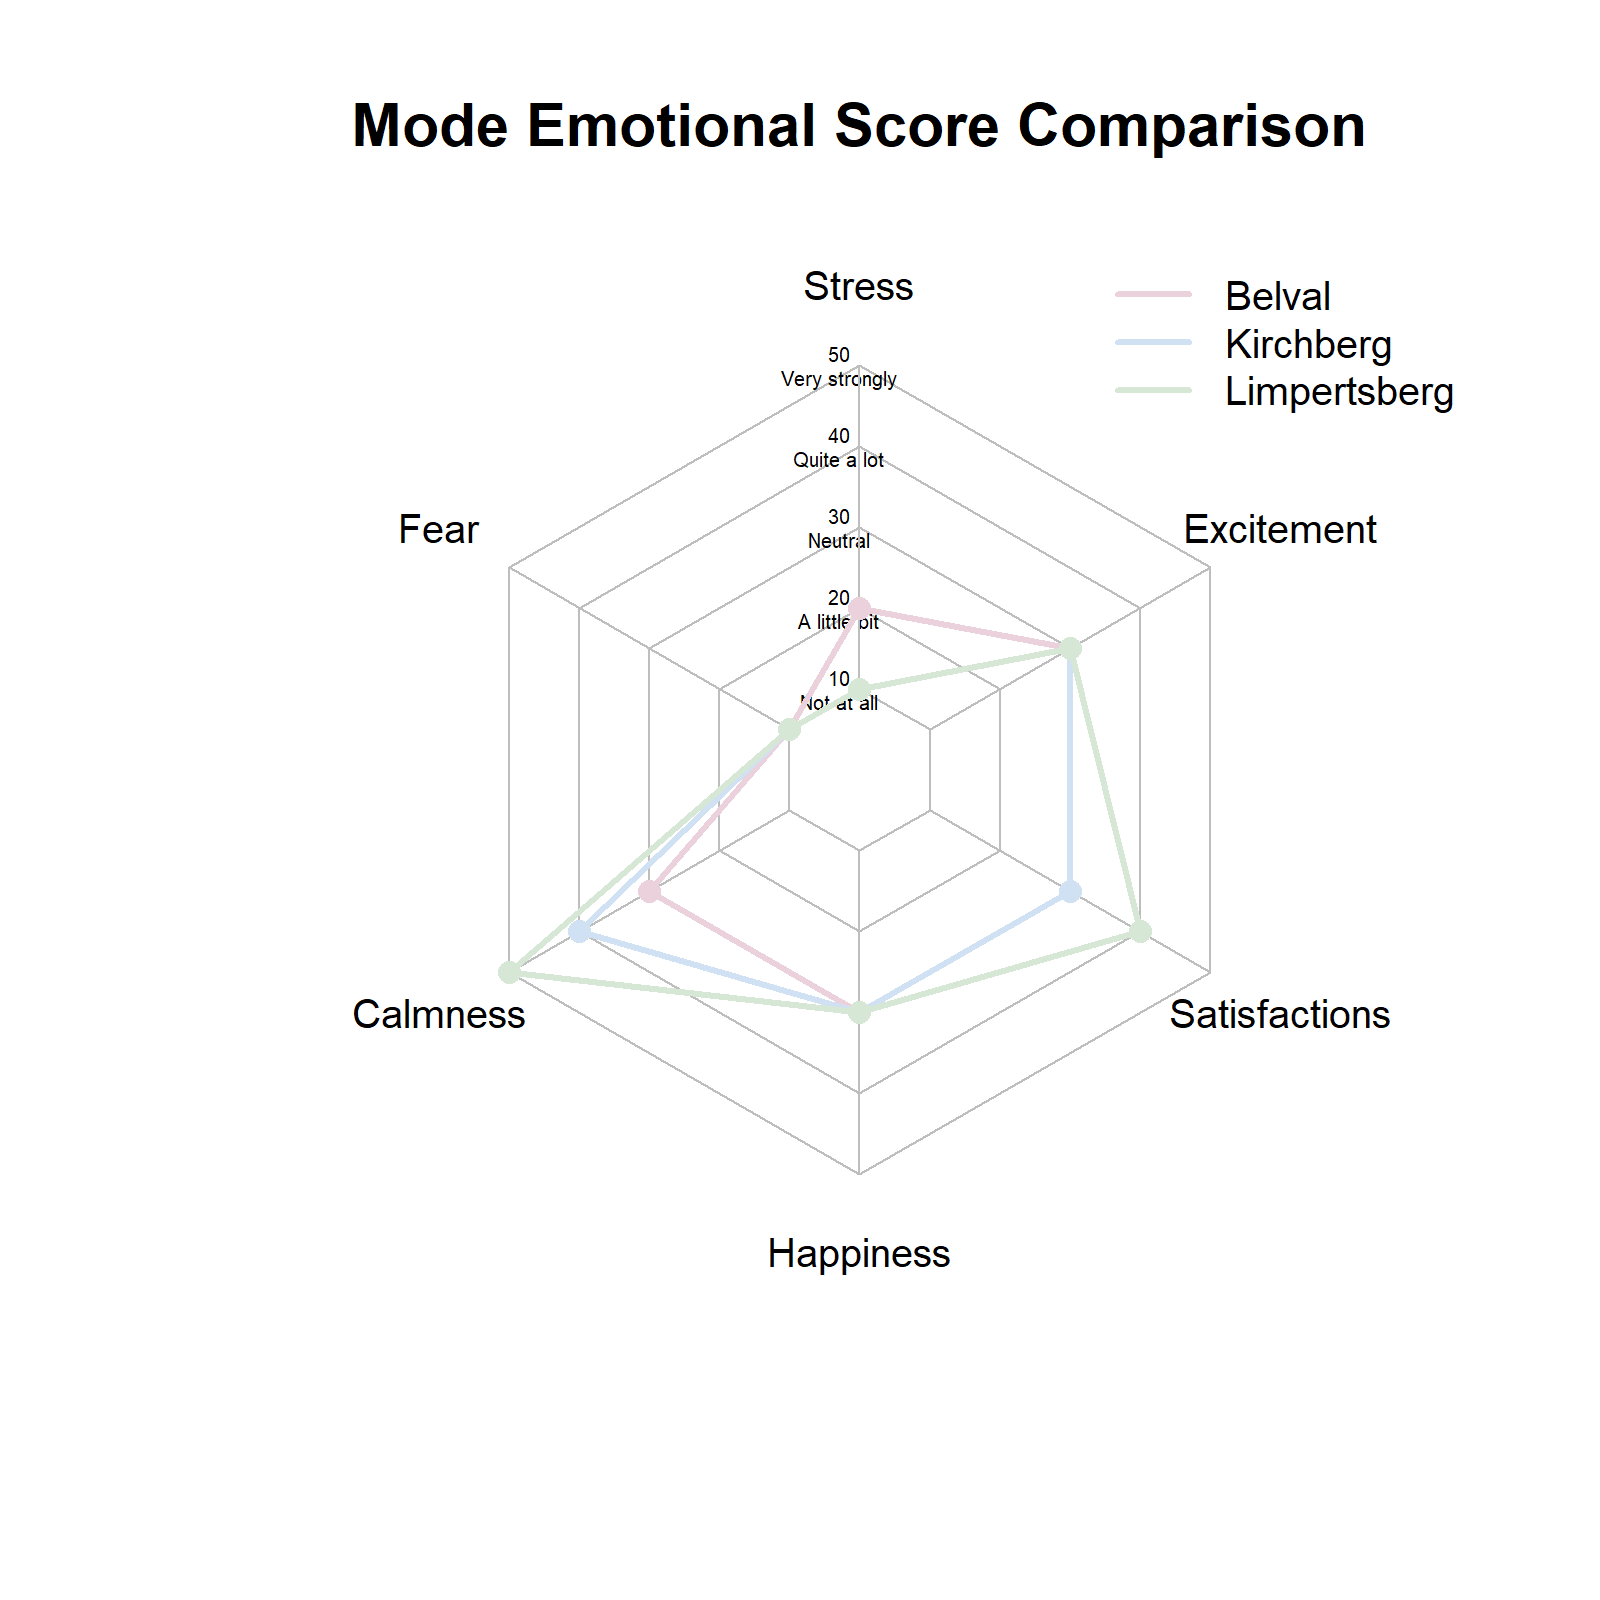 Mode Emotional Score Comparison
Stress
Belval
Kirchberg
Limpertsberg
50
Very strongly
40
Quite a lot
30
Neutral
20
A little bit
10
Not at all
Fear
Excitement
Calmness
Satisfactions
Happiness